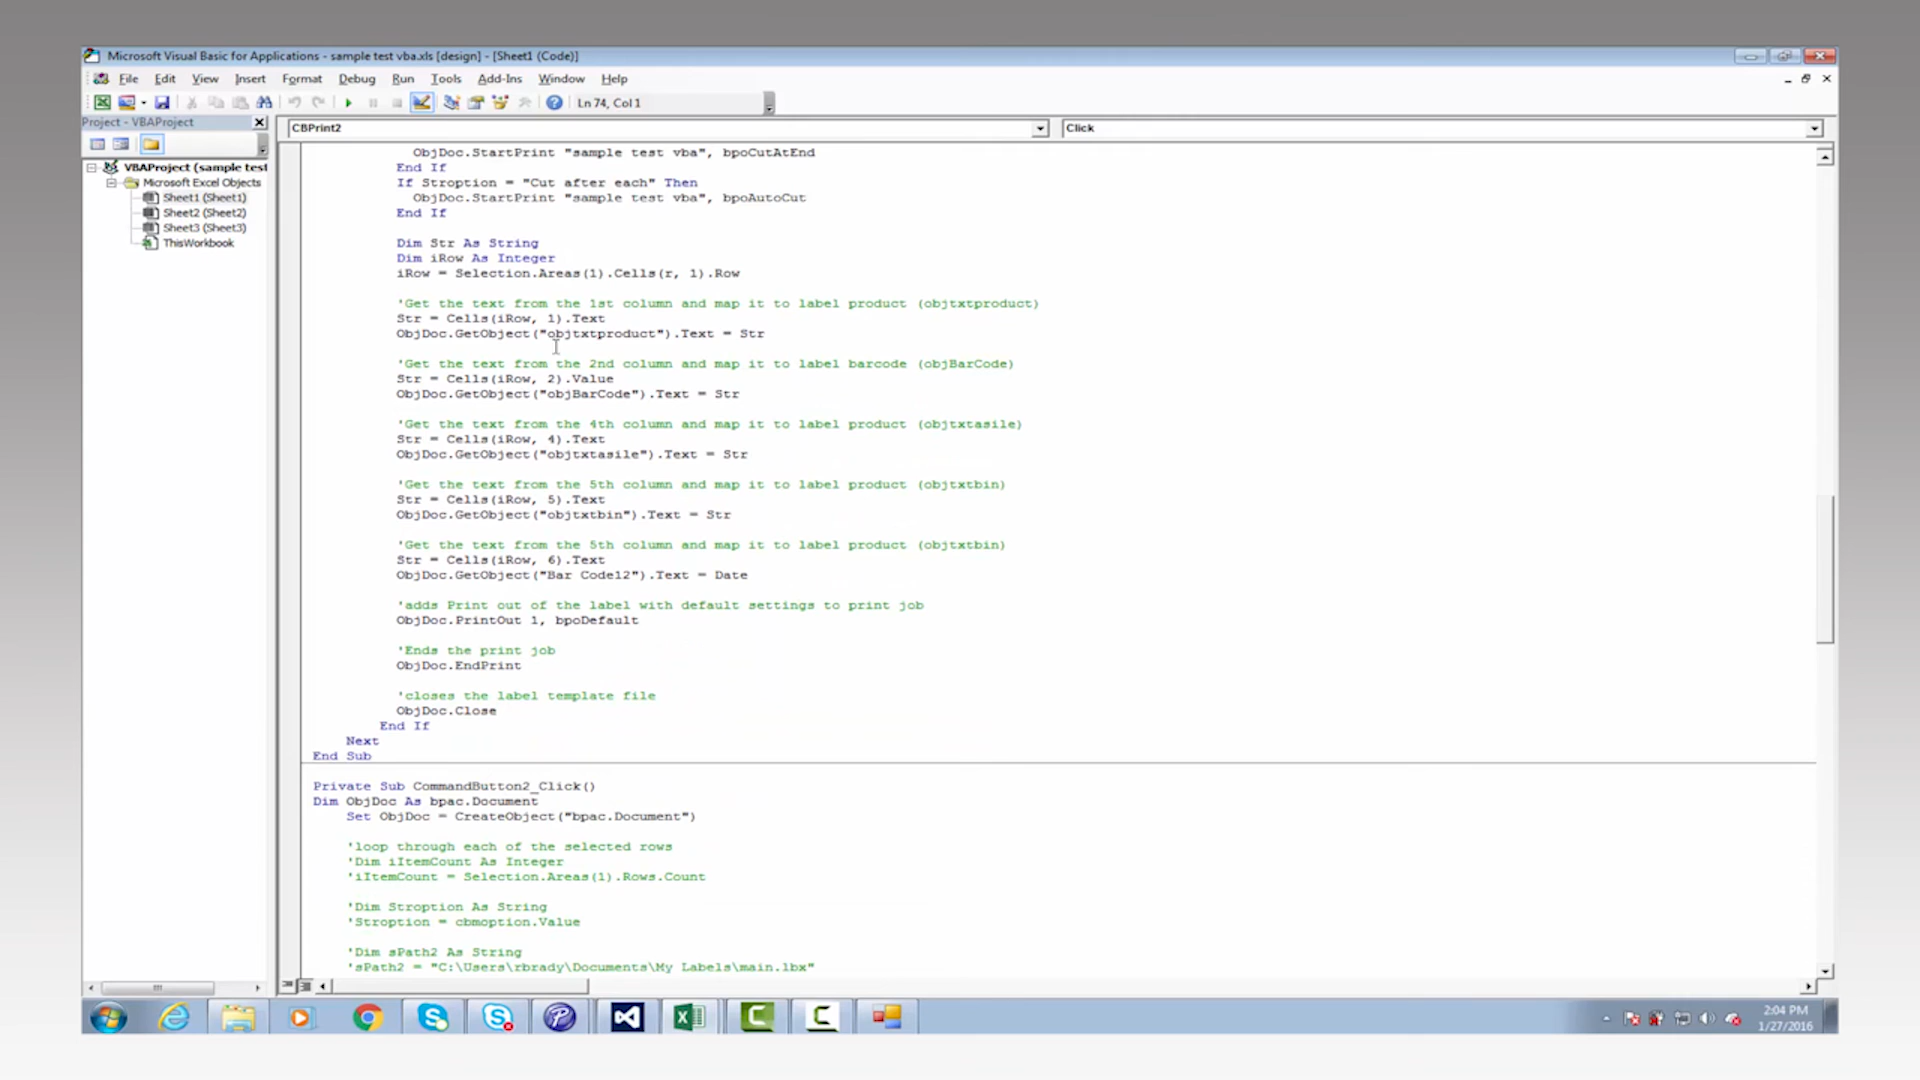 Microsoft Visual Basic for Applications - sample test vba.xls [design] - [Sheet1 (Code)]
File Edit View Insert Format Debug Run Tools Add-Ins Window Help
Ln 74, Col 1
Project - VBAProject
CBPrint2
Click
VBAProject (sample test
Microsoft Excel Objects
Sheet1 (Sheet1)
Sheet2 (Sheet2)
Sheet3 (Sheet3)
ThisWorkbook
ObjDoc.StartPrint "sample test vba", bpoCutAtEnd
End If
If Stroption = "Cut after each" Then
ObjDoc.StartPrint "sample test vba", bpoAutoCut
End If
Dim Str As String
Dim iRow As Integer
iRow = Selection.Areas(1).Cells(r, 1).Row
'Get the text from the 1st column and map it to label product (objtxtproduct)
Str = Cells(iRow, 1).Text
ObjDoc.GetObject("objtxtproduct").Text = Str
'Get the text from the 2nd column and map it to label barcode (objBarCode)
Str = Cells(iRow, 2).Value
ObjDoc.GetObject("objBarCode").Text = Str
'Get the text from the 4th column and map it to label product (objtxtasile)
Str = Cells(iRow, 4).Text
ObjDoc.GetObject("objtxtasile").Text = Str
'Get the text from the 5th column and map it to label product (objtxtbin)
Str = Cells(iRow, 5).Text
ObjDoc.GetObject("objtxtbin").Text = Str
'Get the text from the 5th column and map it to label product (objtxtbin)
Str = Cells(iRow, 6).Text
ObjDoc.GetObject("Bar Code12").Text = Date
'adds Print out of the label with default settings to print job
ObjDoc.PrintOut 1, bpoDefault
'Ends the print job
ObjDoc.EndPrint
'closes the label template file
ObjDoc.Close
End If
Next
End Sub
Private Sub CommandButton2_Click()
Dim ObjDoc As bpac.Document
Set ObjDoc = CreateObject("bpac.Document")
'loop through each of the selected rows
'Dim iItemCount As Integer
'iItemCount = Selection.Areas(1).Rows.Count
'Dim Stroption As String
'Stroption = cbmoption.Value
'Dim sPath2 As String
'sPath2 = "C:\Users\rbrady\Documents\My Labels\main.lbx"
2:04 PM
1/27/2016